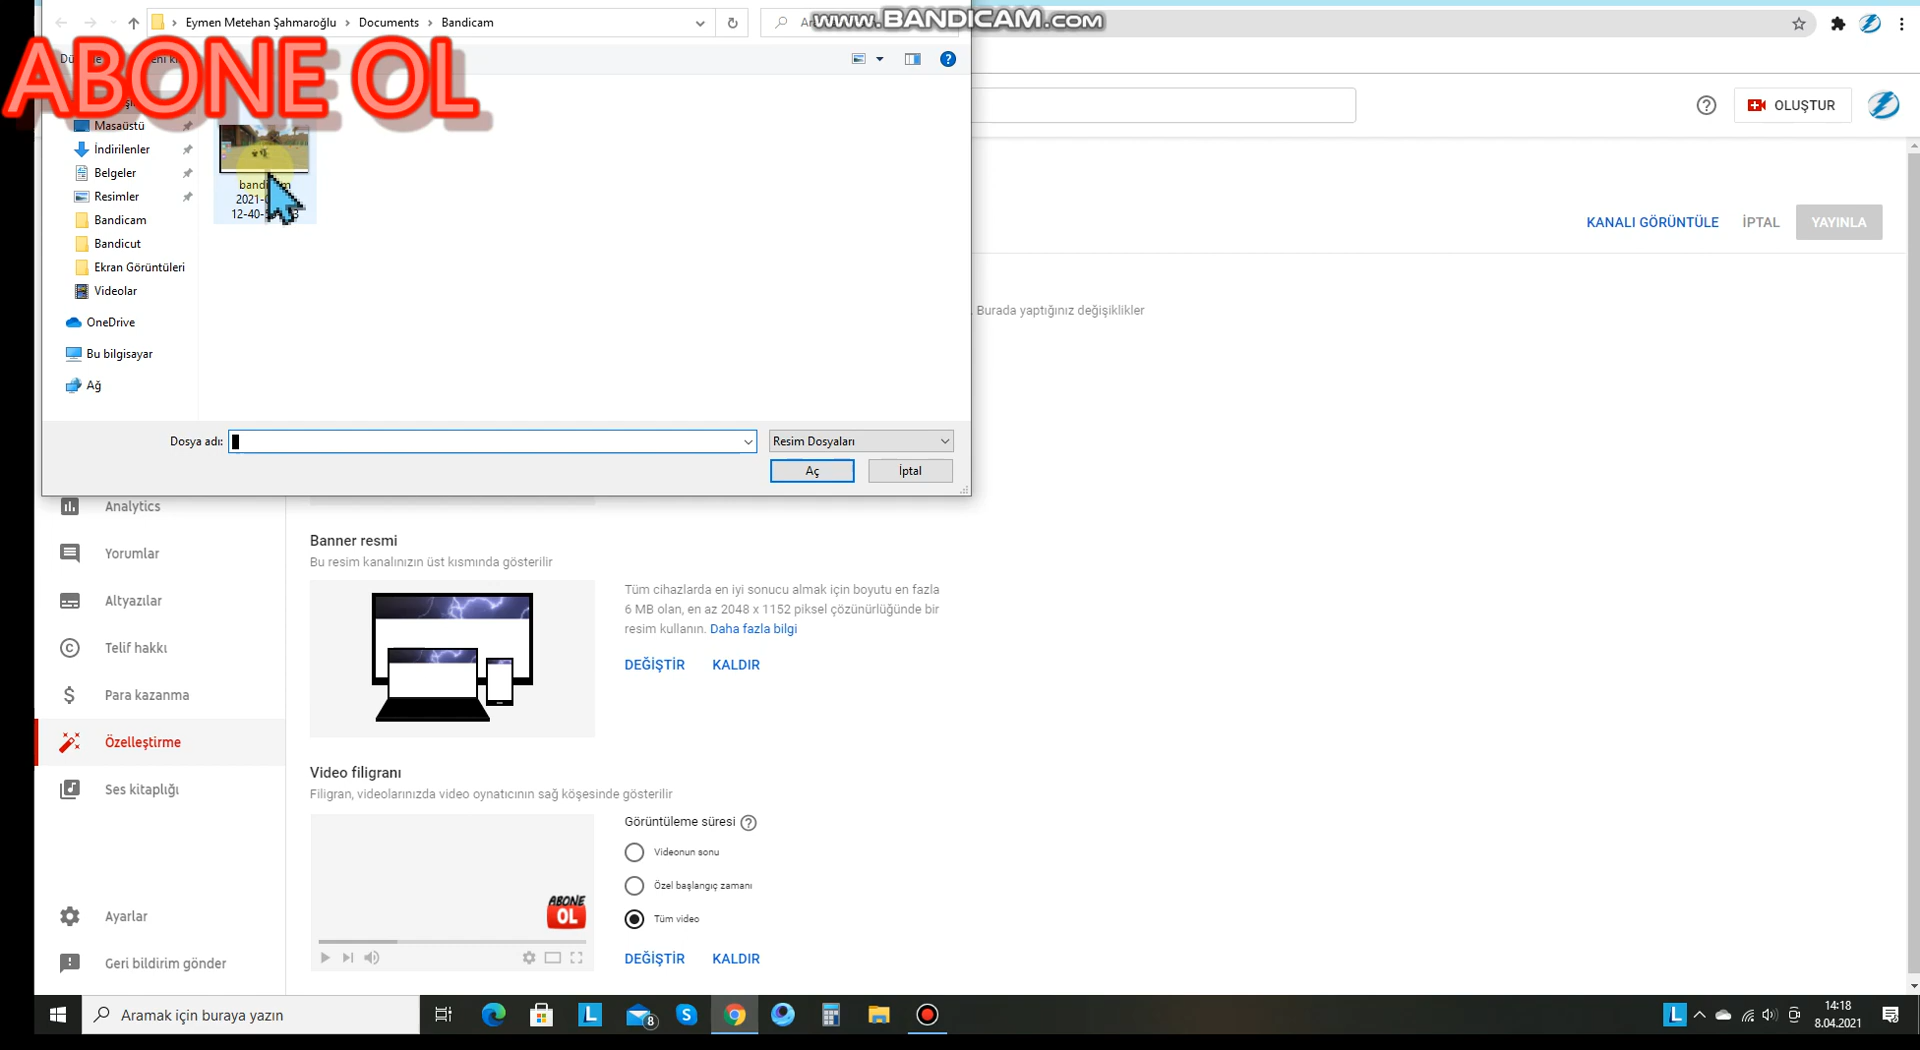 Eymen Metehan Şahmaroğlu > Documents > Bandicam
www.BANDICAM.COM
ABONE OL
Masaüstü
İndirilenler
Belgeler
Resimler
Bandicam
Bandicut
Ekran Görüntüleri
Videolar
OneDrive
Bu bilgisayar
Ağ
Dosya adı:
Resim Dosyaları
Aç
İptal
OLUŞTUR
KANALI GÖRÜNTÜLE
İPTAL
YAYINLA
. Burada yaptığınız değişiklikler
Analytics
Yorumlar
Altyazılar
Telif hakkı
Para kazanma
Özelleştirme
Ses kitaplığı
Ayarlar
Geri bildirim gönder
Banner resmi
Bu resim kanalınızın üst kısmında gösterilir
Tüm cihazlarda en iyi sonucu almak için boyutu en fazla
6 MB olan, en az 2048 x 1152 piksel çözünürlüğünde bir
resim kullanın. Daha fazla bilgi
DEĞİŞTİR
KALDIR
Video filigranı
Filigran, videolarınızda video oynatıcının sağ köşesinde gösterilir
ABONE
OL
Görüntüleme süresi
Videonun sonu
Özel başlangıç zamanı
Tüm video
DEĞİŞTİR
KALDIR
Aramak için buraya yazın
L
8
L
14:18
8.04.2021